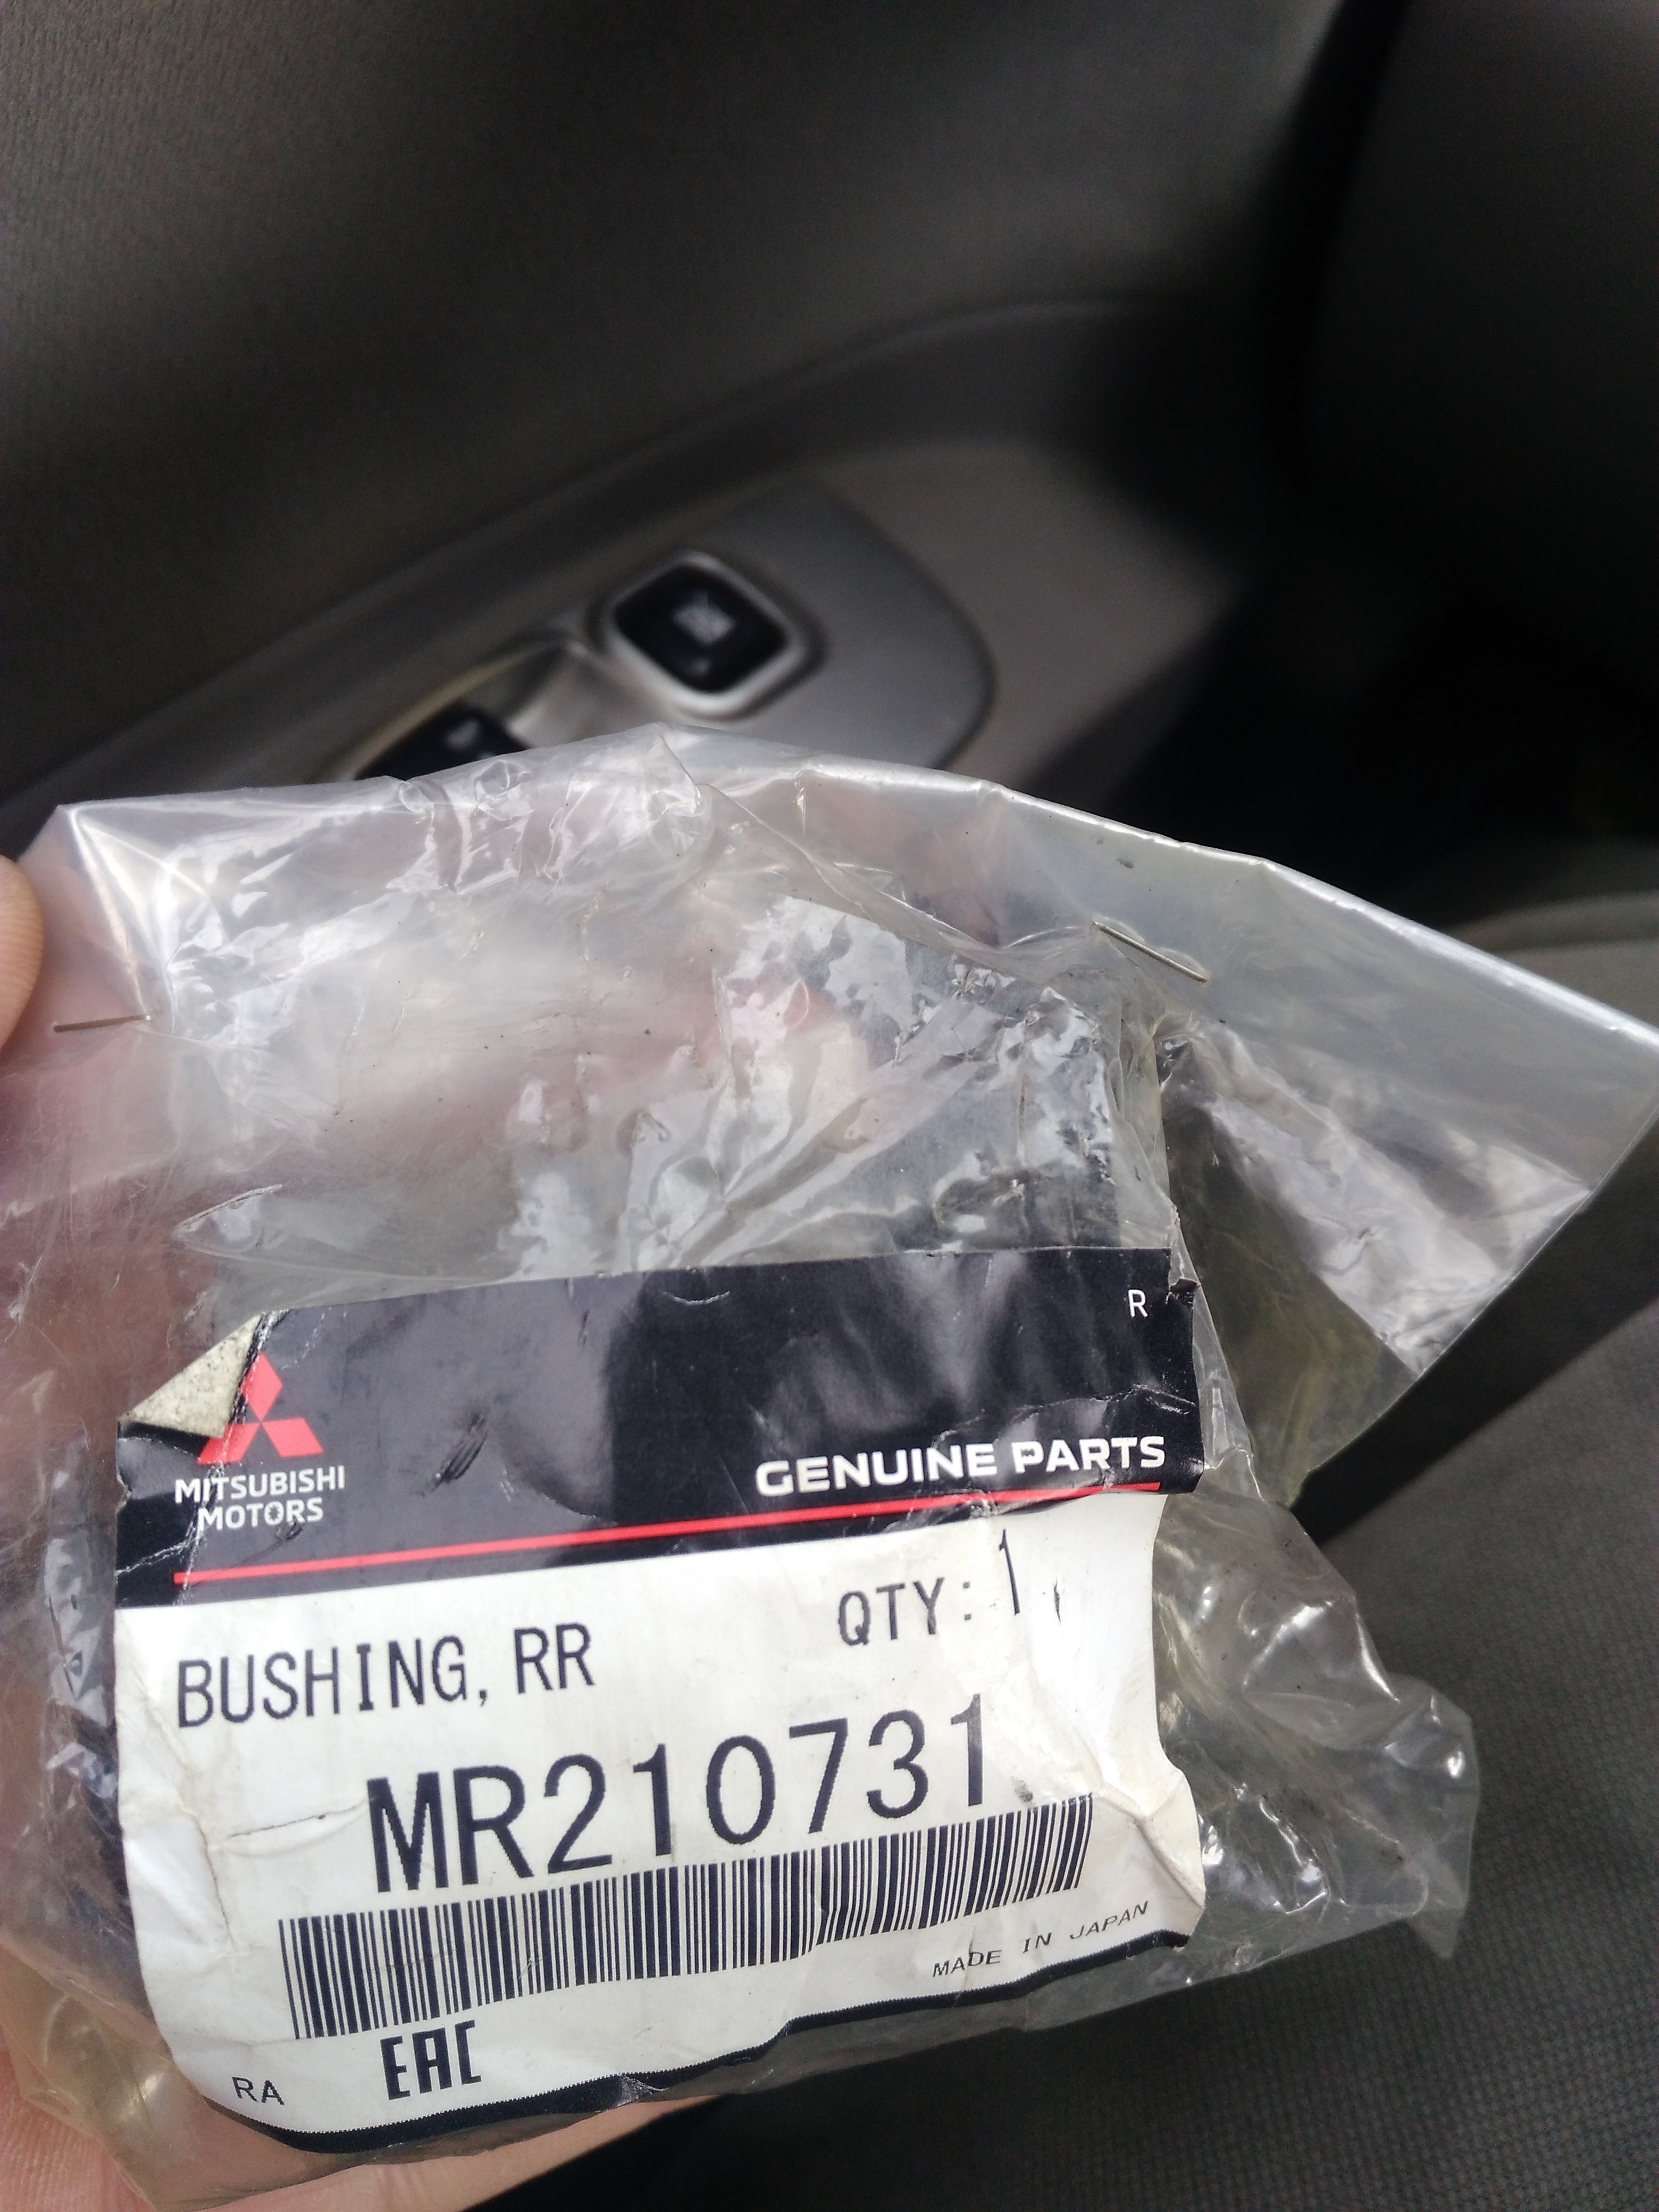 R
MITSUBISHI
MOTORS
GENUINE PARTS
QTY: 1
BUSHING, RR
MR210731
MADE IN JAPAN
EAC
RA